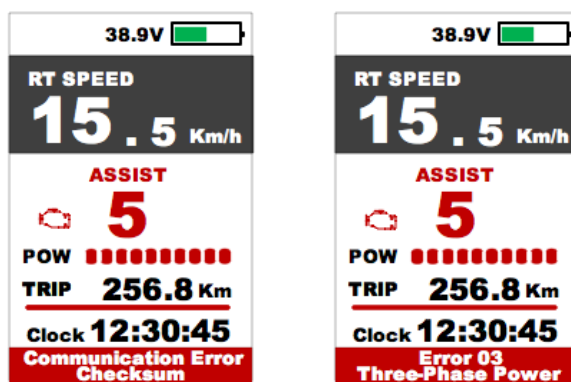 38.9V
RT SPEED
15.5 Km/h
ASSIST
5
POW
TRIP 256.8 Km
Clock 12:30:45
Communication Error
Checksum
38.9V
RT SPEED
15.5 Km/h
ASSIST
5
POW
TRIP 256.8 Km
Clock 12:30:45
Error 03
Three-Phase Power